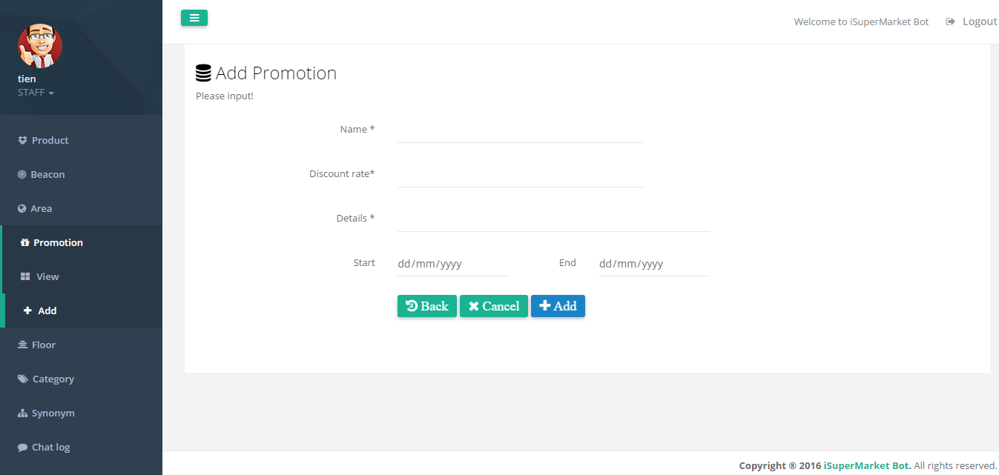 tien
STAFF
Product
Beacon
Area
Promotion
View
Add
Floor
Category
Synonym
Chat log
Welcome to iSuperMarket Bot Logout
Add Promotion
Please input!
Name *
Discount rate*
Details *
Start dd/mm/yyyy End dd/mm/yyyy
Back Cancel Add
Copyright ® 2016 iSuperMarket Bot. All rights reserved.